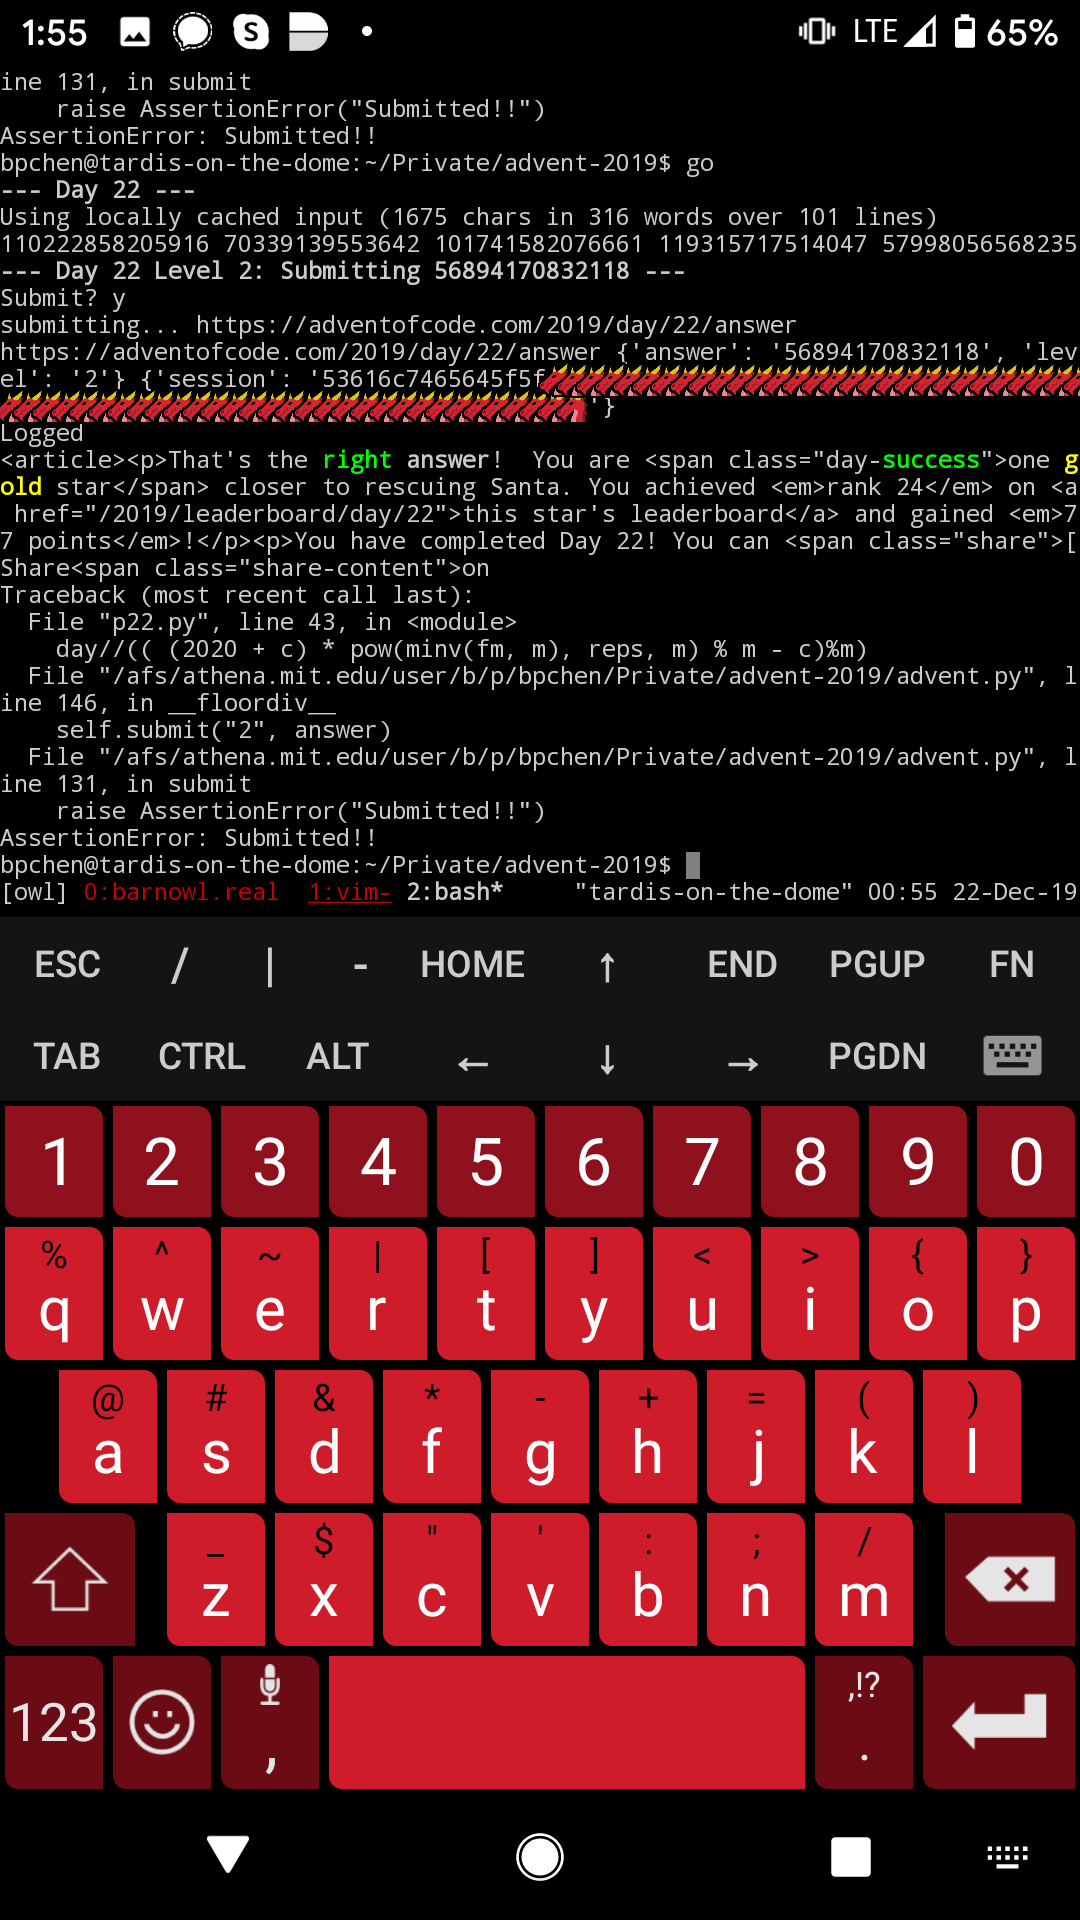 1:55 S LTE 65%
ine 131, in submit
    raise AssertionError("Submitted!!")
AssertionError: Submitted!!
bpchen@tardis-on-the-dome:~/Private/advent-2019$ go
--- Day 22 ---
Using locally cached input (1675 chars in 316 words over 101 lines)
110222858205916 70339139553642 101741582076661 119315717514047 57998056568235
--- Day 22 Level 2: Submitting 56894170832118 ---
Submit? y
submitting... https://adventofcode.com/2019/day/22/answer
https://adventofcode.com/2019/day/22/answer {'answer': '56894170832118', 'lev
el': '2'} {'session': '53616c7465645f5f
'}
Logged
<article><p>That's the right answer!  You are <span class="day-success">one g
old star</span> closer to rescuing Santa. You achieved <em>rank 24</em> on <a
 href="/2019/leaderboard/day/22">this star's leaderboard</a> and gained <em>7
7 points</em>!</p><p>You have completed Day 22! You can <span class="share">[
Share<span class="share-content">on
Traceback (most recent call last):
  File "p22.py", line 43, in <module>
    day//(( (2020 + c) * pow(minv(fm, m), reps, m) % m - c)%m)
  File "/afs/athena.mit.edu/user/b/p/bpchen/Private/advent-2019/advent.py", l
ine 146, in __floordiv__
    self.submit("2", answer)
  File "/afs/athena.mit.edu/user/b/p/bpchen/Private/advent-2019/advent.py", l
ine 131, in submit
    raise AssertionError("Submitted!!")
AssertionError: Submitted!!
bpchen@tardis-on-the-dome:~/Private/advent-2019$
[owl] 0:barnowl.real  1:vim- 2:bash*     "tardis-on-the-dome" 00:55 22-Dec-19
ESC / | - HOME ↑ END PGUP FN
TAB CTRL ALT ← ↓ → PGDN
1 2 3 4 5 6 7 8 9 0
% ^ ~ | [ ] < > { }
q w e r t y u i o p
@ # & * - + = ( )
a s d f g h j k l
_ $ " ' : ; /
z x c v b n m
,!?
123 , .